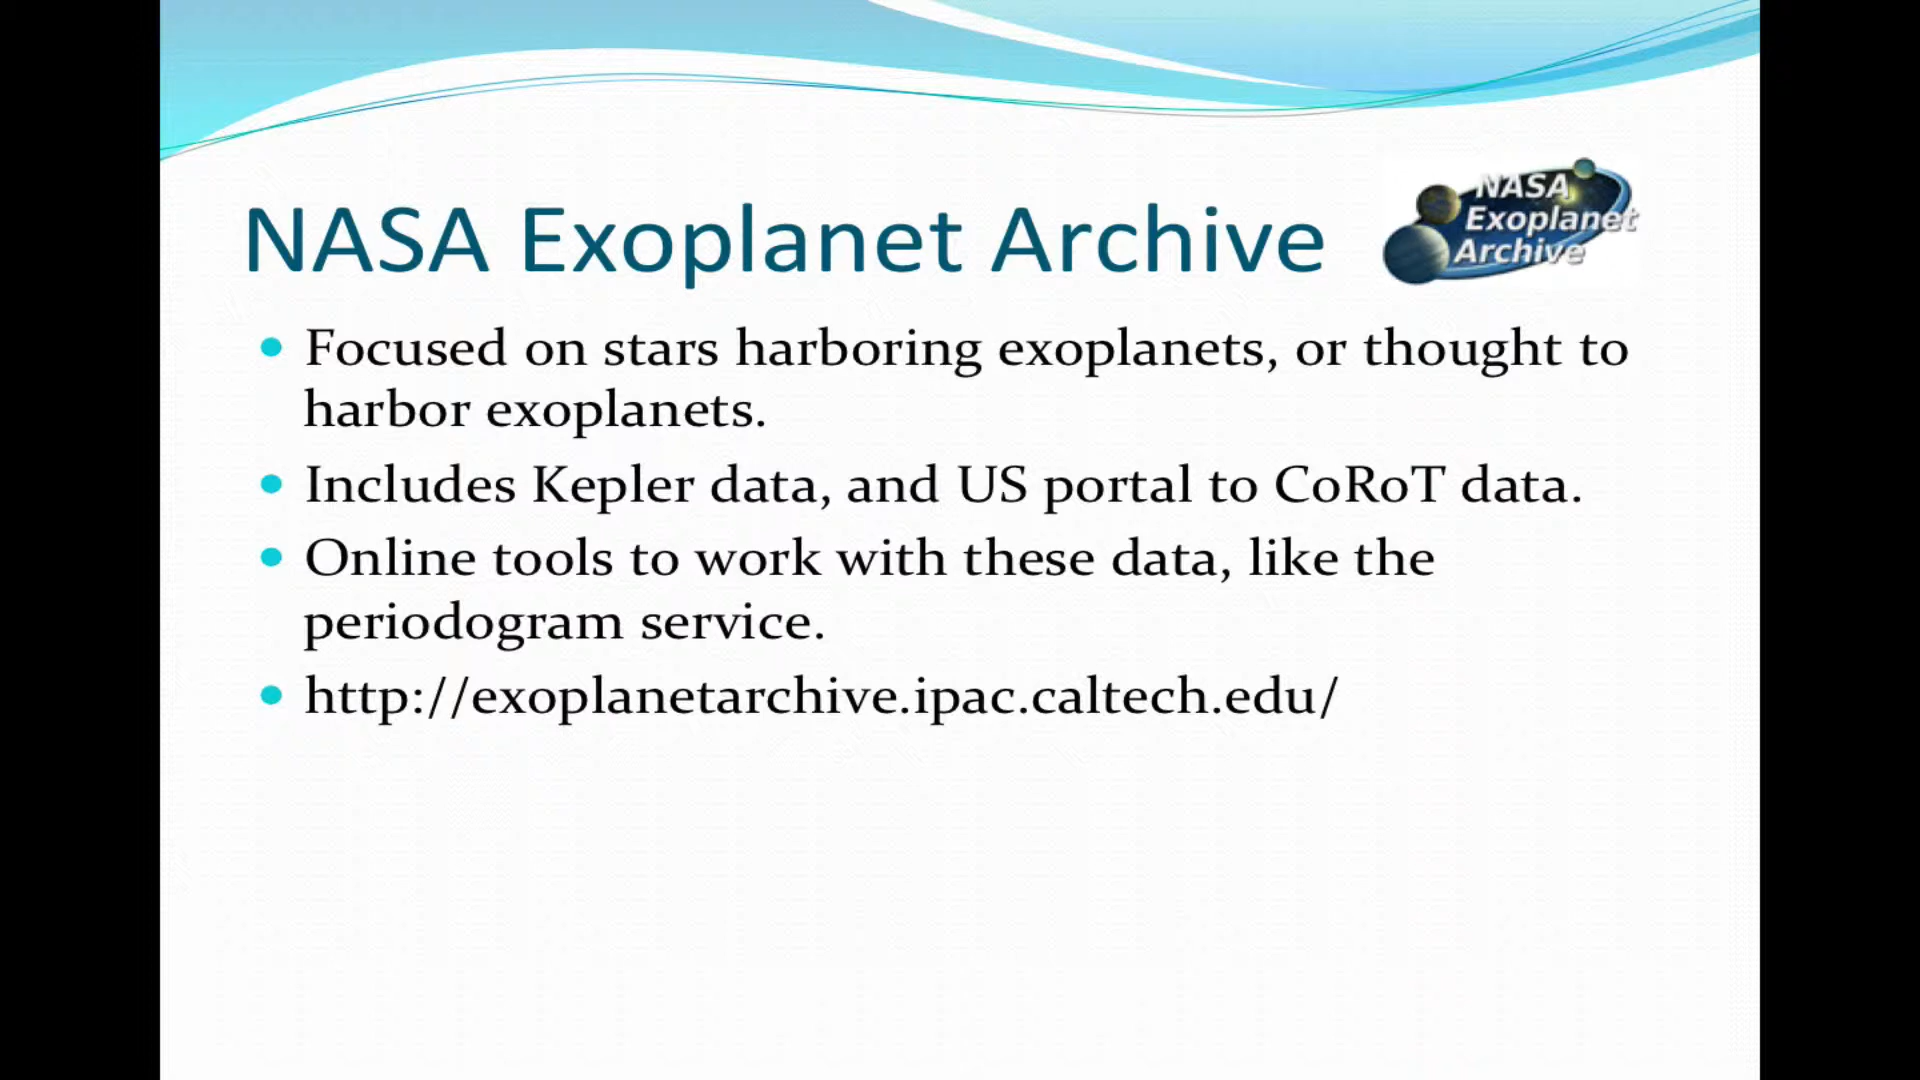 NASA Exoplanet Archive
NASA
Exoplanet
Archive
• Focused on stars harboring exoplanets, or thought to
harbor exoplanets.
• Includes Kepler data, and US portal to CoRoT data.
• Online tools to work with these data, like the
periodogram service.
• http://exoplanetarchive.ipac.caltech.edu/